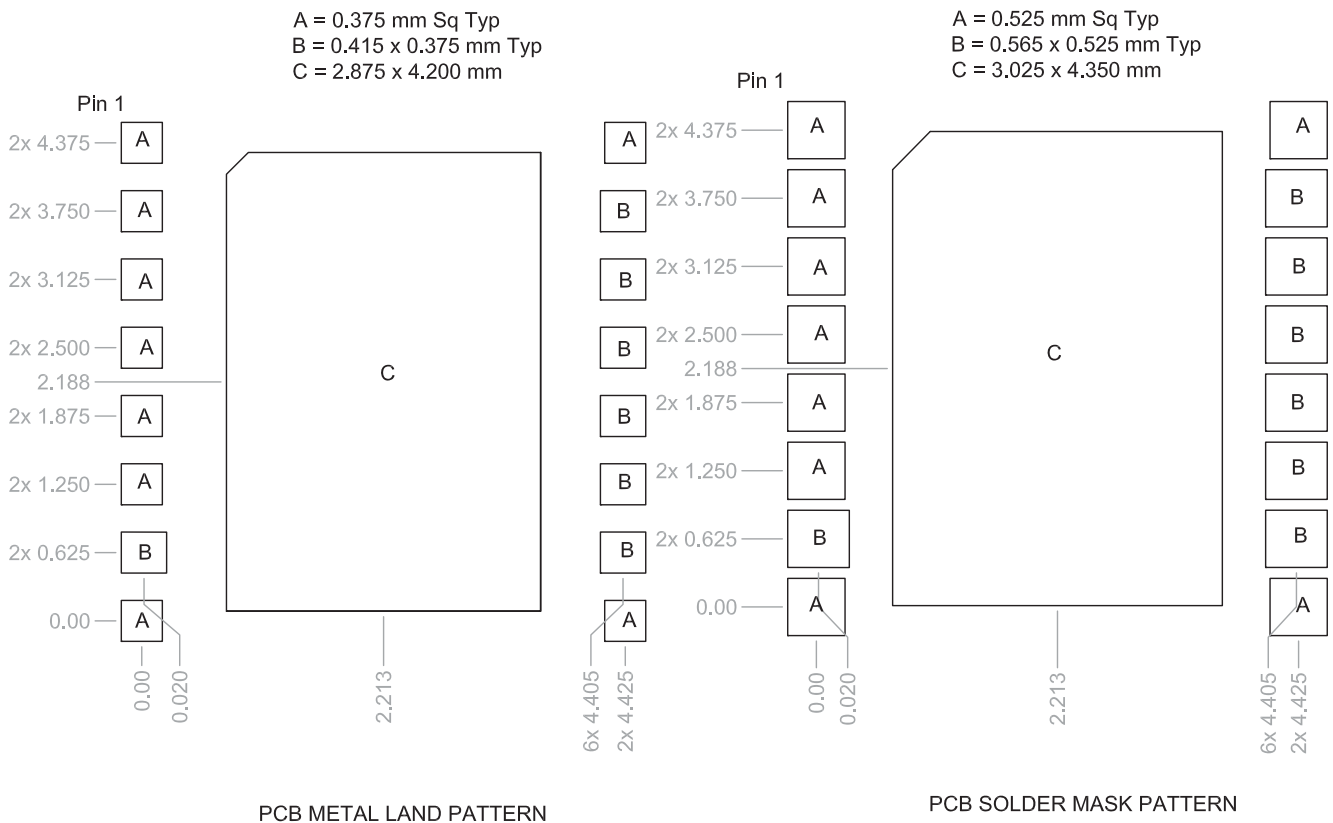 A = 0.375 mm Sq Typ
B = 0.415 x 0.375 mm Typ
C = 2.875 x 4.200 mm
Pin 1
2x 4.375
A
A
2x 3.750
A
B
2x 3.125
A
B
2x 2.500
A
B
2.188
C
2x 1.875
A
B
2x 1.250
A
B
2x 0.625
B
B
0.00
A
A
0.00
0.020
2.213
6x 4.405
2x 4.425
PCB METAL LAND PATTERN
A = 0.525 mm Sq Typ
B = 0.565 x 0.525 mm Typ
C = 3.025 x 4.350 mm
Pin 1
2x 4.375
A
A
2x 3.750
A
B
2x 3.125
A
B
2x 2.500
A
B
C
2.188
2x 1.875
A
B
2x 1.250
A
B
2x 0.625
B
B
0.00
A
A
0.00
0.020
2.213
6x 4.405
2x 4.425
PCB SOLDER MASK PATTERN